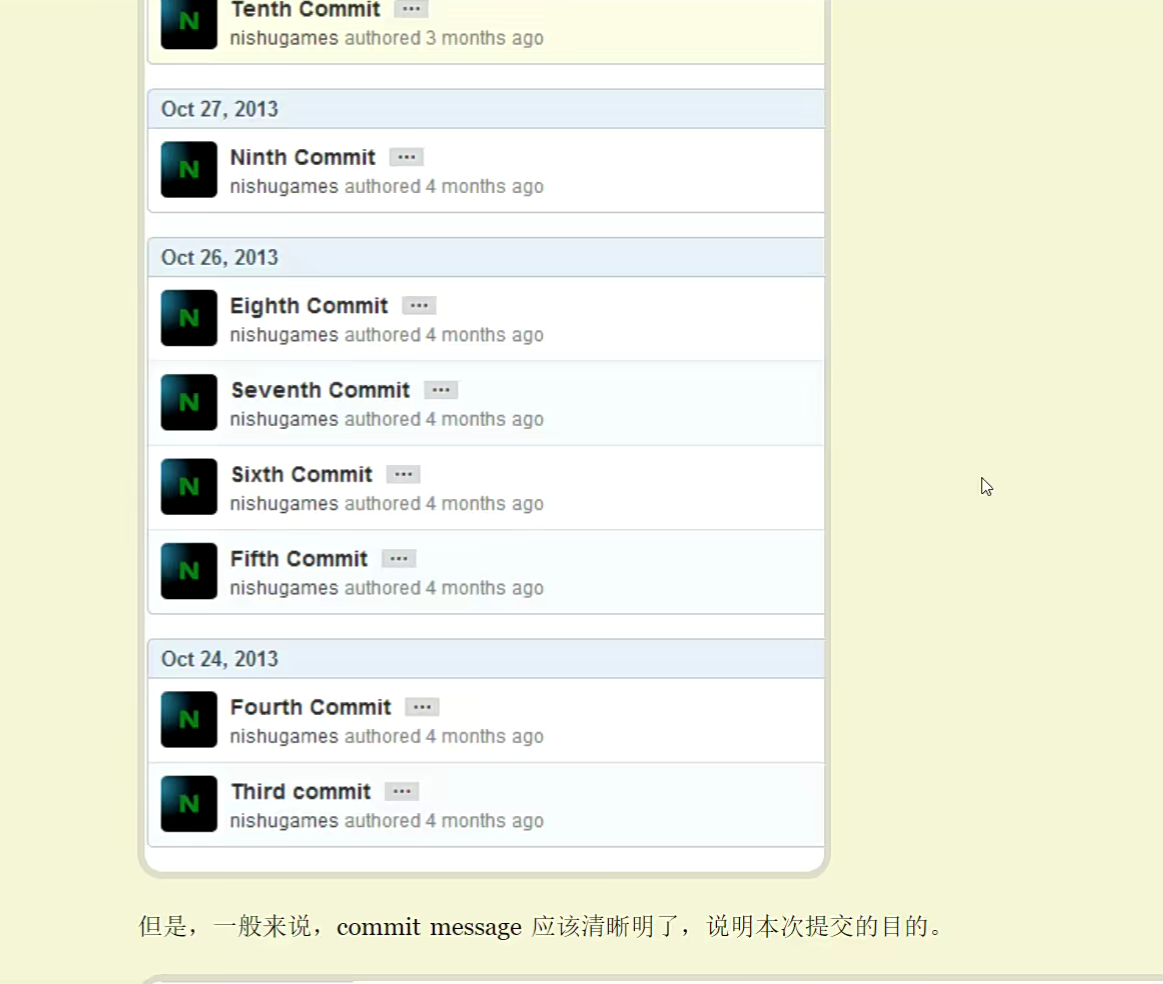 Tenth Commit ...
nishugames authored 3 months ago
Oct 27, 2013
N
Ninth Commit ...
nishugames authored 4 months ago
Oct 26, 2013
N
Eighth Commit ...
nishugames authored 4 months ago
N
Seventh Commit ...
nishugames authored 4 months ago
N
Sixth Commit ...
nishugames authored 4 months ago
N
Fifth Commit ...
nishugames authored 4 months ago
Oct 24, 2013
N
Fourth Commit ...
nishugames authored 4 months ago
N
Third commit ...
nishugames authored 4 months ago
但是，一般来说，commit message 应该清晰明了，说明本次提交的目的。